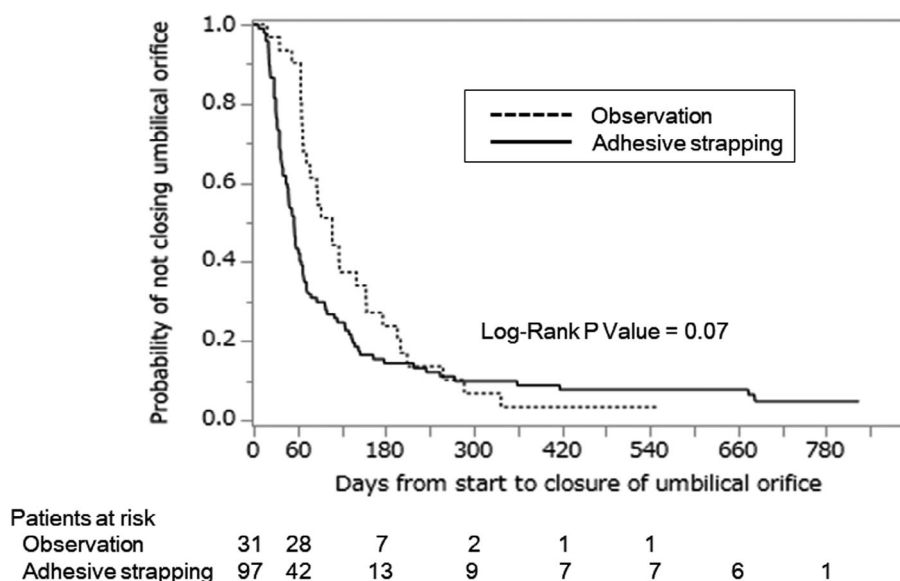 Probability of not closing umbilical orifice
1.0
0.8
0.6
0.4
0.2
0.0
Observation
Adhesive strapping
Log-Rank P Value = 0.07
0 60 180 300 420 540 660 780
Days from start to closure of umbilical orifice
Patients at risk
Observation 31 28 7 2 1 1
Adhesive strapping 97 42 13 9 7 7 6 1